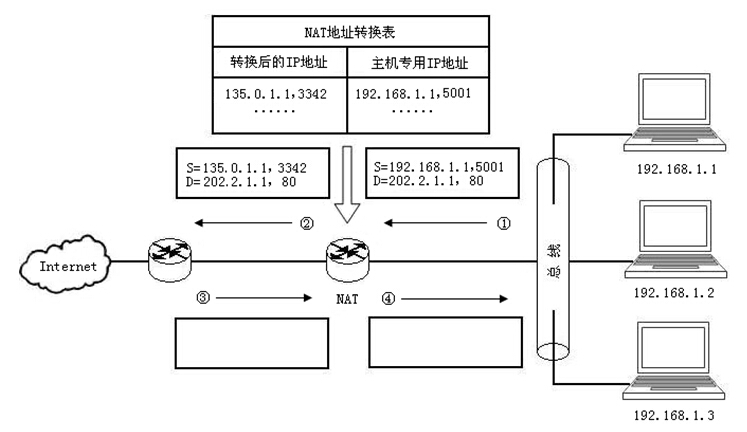 NAT地址转换表
转换后的IP地址
主机专用IP地址
135.0.1.1,3342
192.168.1.1,5001
······
······
S=135.0.1.1,3342
D=202.2.1.1, 80
S=192.168.1.1,5001
D=202.2.1.1, 80
192.168.1.1
②
①
Internet
总线
192.168.1.2
③
NAT
④
192.168.1.3